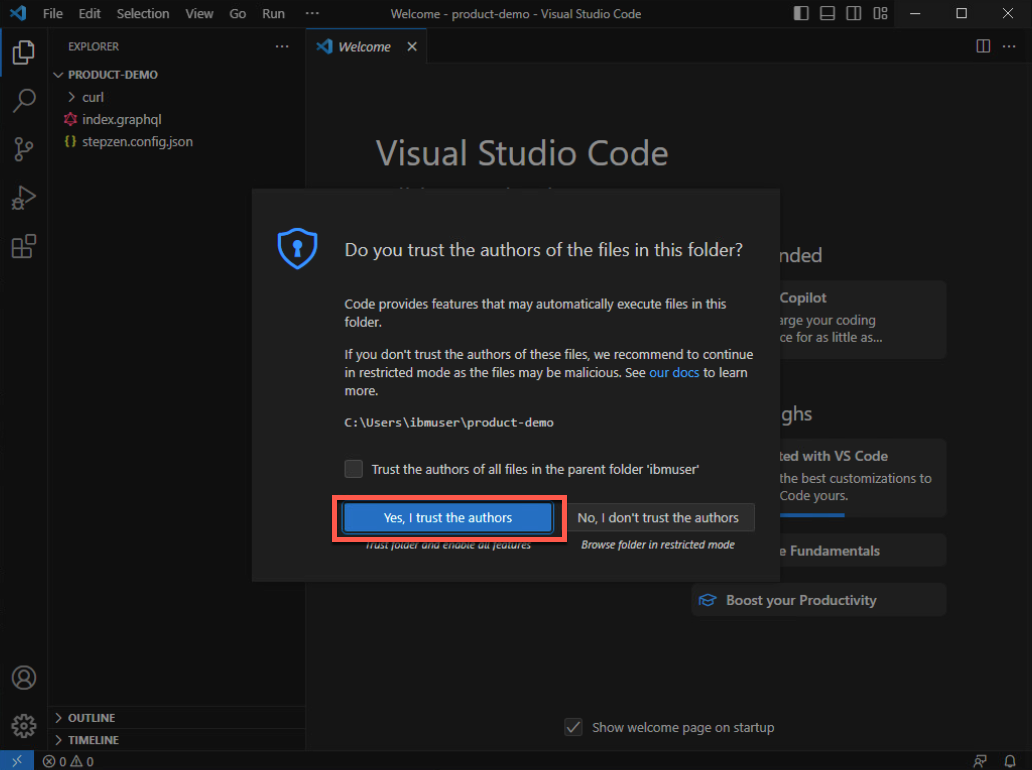 File Edit Selection View Go Run ···
Welcome - product-demo - Visual Studio Code
EXPLORER ···
Welcome
PRODUCT-DEMO
curl
index.graphql
{} stepzen.config.json
Visual Studio Code
Do you trust the authors of the files in this folder?
Code provides features that may automatically execute files in this
folder.
If you don't trust the authors of these files, we recommend to continue
in restricted mode as the files may be malicious. See our docs to learn
more.
C:\Users\ibmuser\product-demo
Trust the authors of all files in the parent folder 'ibmuser'
Yes, I trust the authors
No, I don't trust the authors
Trust folder and enable all features
Browse folder in restricted mode
nded
Copilot
arge your coding
ce for as little as...
ghs
ted with VS Code
the best customizations to
Code yours.
e Fundamentals
Boost your Productivity
Show welcome page on startup
OUTLINE
TIMELINE
0 0